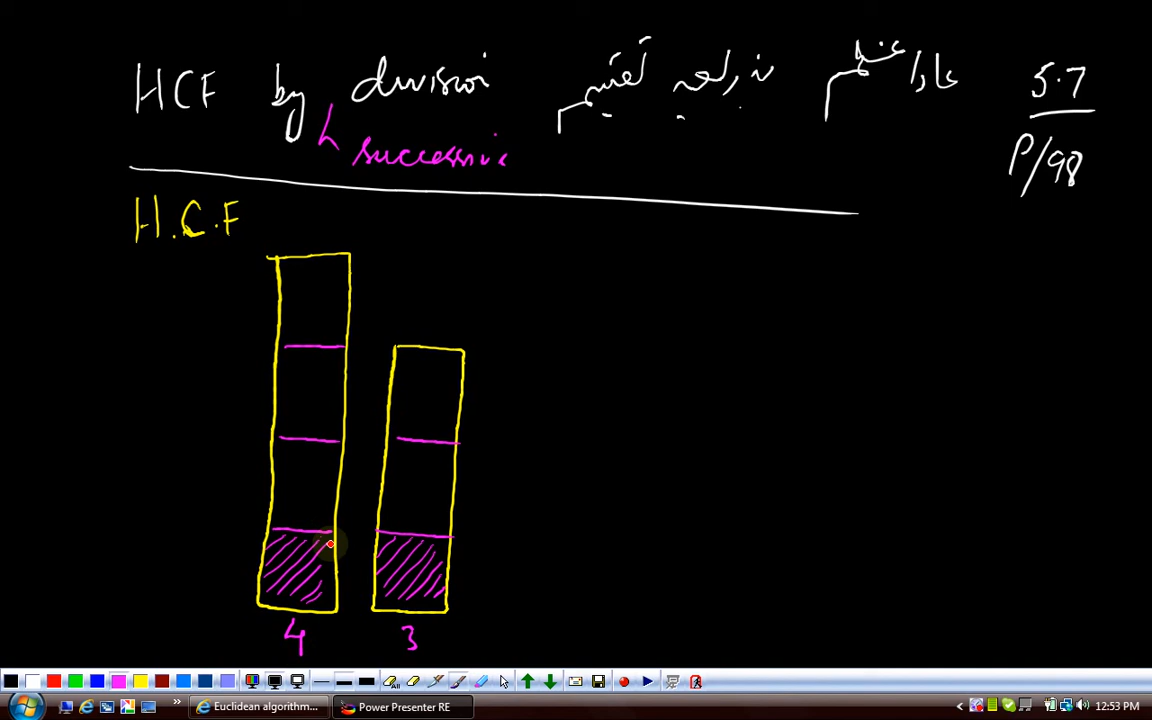 HCF by division عاد اعظم بذریعہ تقسیم 5.7
successive P/98
H.C.F
4 3
Euclidean algorithm... Power Presenter RE 12:53 PM